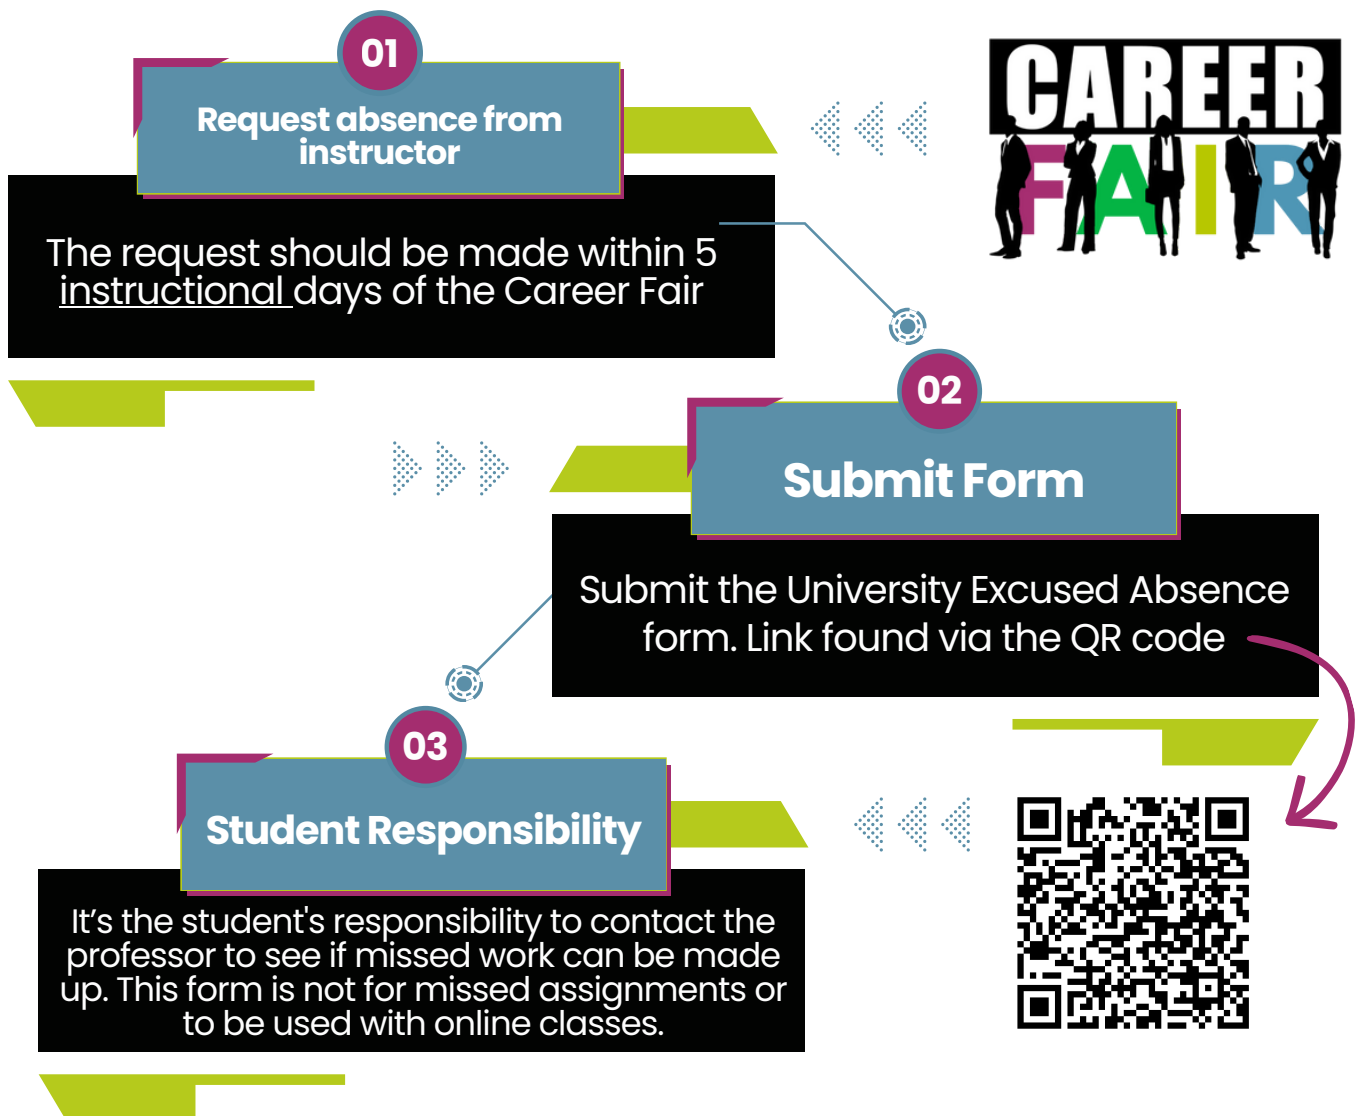 01
Request absence from
instructor
CAREER
FAIR
The request should be made within 5
instructional days of the Career Fair
02
Submit Form
Submit the University Excused Absence
form. Link found via the QR code
03
Student Responsibility
It’s the student's responsibility to contact the
professor to see if missed work can be made
up. This form is not for missed assignments or
to be used with online classes.